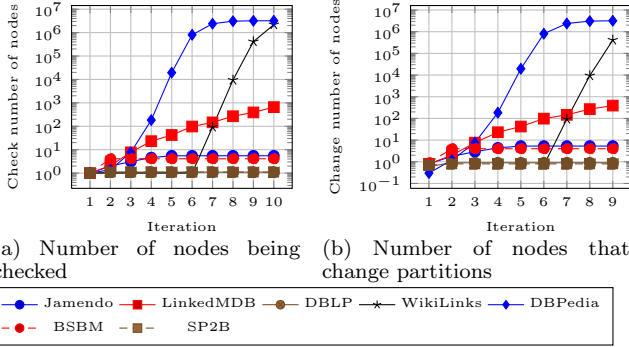 Check number of nodes
10^7
10^6
10^5
10^4
10^3
10^2
10^1
10^0
1 2 3 4 5 6 7 8 9 10
Iteration
a) Number of nodes being
checked
Change number of nodes
10^7
10^6
10^5
10^4
10^3
10^2
10^1
10^0
10^−1
1 2 3 4 5 6 7 8 9
Iteration
(b) Number of nodes that
change partitions
Jamendo LinkedMDB DBLP WikiLinks DBPedia
BSBM SP2B